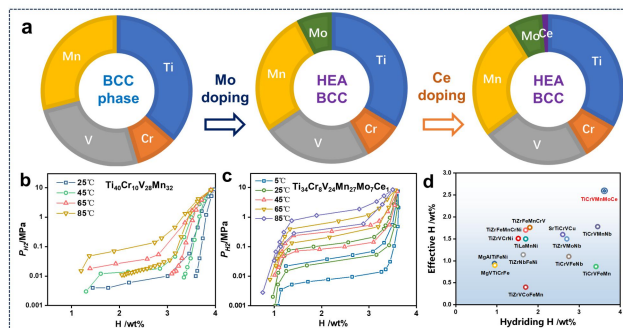 a
Mn
Ti
BCC
phase
V
Cr
Mo
doping
Mo
Mn
Ti
HEA
BCC
V
Cr
Ce
doping
Mo
Ce
Mn
Ti
HEA
BCC
V
Cr
b
25℃
45℃
65℃
85℃
Ti40Cr10V28Mn32
PH2/MPa
10
1
0.1
0.01
0.001
0 1 2 3 4
H /wt%
c
5℃
25℃
45℃
65℃
85℃
Ti34Cr8V24Mn27Mo7Ce1
PH2/MPa
10
1
0.1
0.01
0.001
1 2 3 4
H /wt%
d
Effective H /wt%
3.0
2.5
2.0
1.5
1.0
0.5
0.0
0 1 2 3 4
Hydriding H /wt%
TiCrVMnMoCe
TiZrFeMnCrV
TiZrFeMnCrNi
SrTiCrVCu
TiCrVMnNb
TiZrVCrNi
TiLaMnNi
TiZrVMoNb
TiZrNbFeNi
TiCrVFeNb
MgAlTiFeNi
MgVTiCrFe
TiCrVFeMn
TiZrVCoFeMn